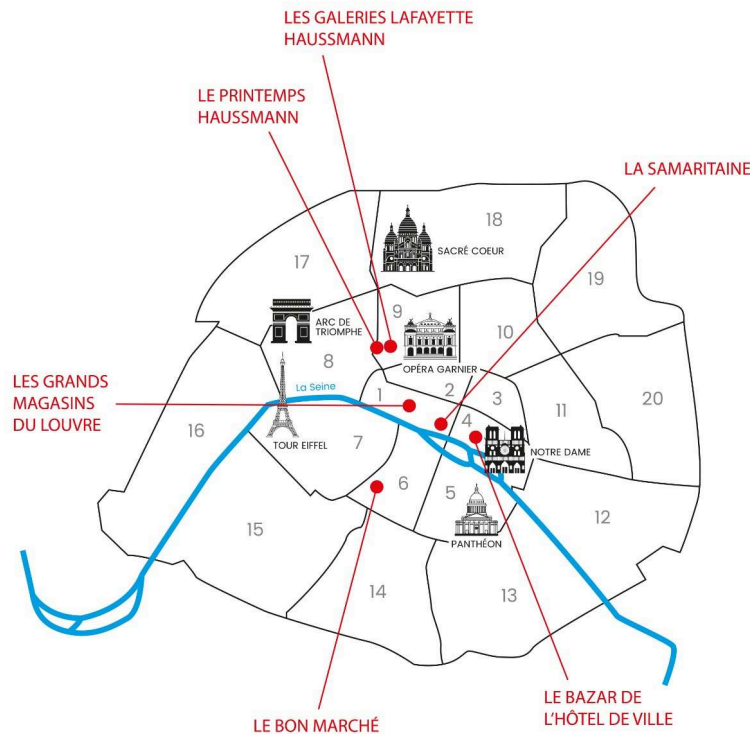 LES GALERIES LAFAYETTE
HAUSSMANN
LE PRINTEMPS
HAUSSMANN
LA SAMARITAINE
18
SACRÉ COEUR
17
19
9
ARC DE
TRIOMPHE
10
8
OPÉRA GARNIER
LES GRANDS
MAGASINS
DU LOUVRE
La Seine
1
2
3
20
11
16
4
7
TOUR EIFFEL
NOTRE DAME
6
5
12
15
PANTHÉON
14
13
LE BON MARCHÉ
LE BAZAR DE
L'HÔTEL DE VILLE